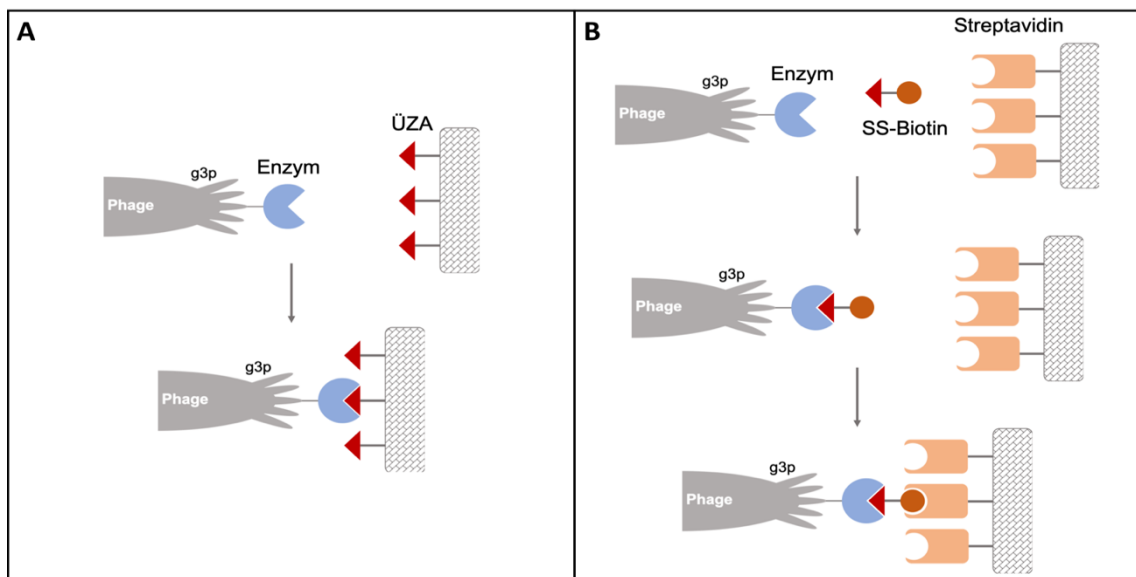 A
ÜZA
Enzym
g3p
Phage
g3p
Phage
B
Streptavidin
Enzym
g3p
Phage
SS-Biotin
g3p
Phage
g3p
Phage